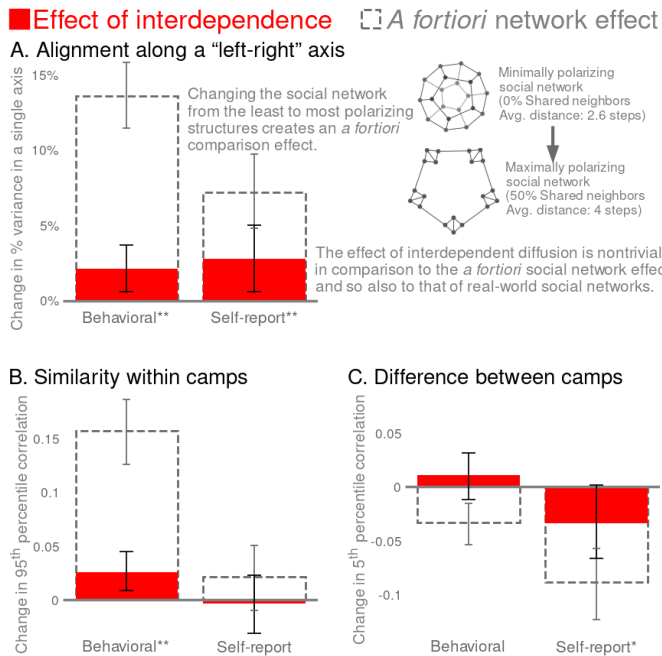 Effect of interdependence
A fortiori network effect
A. Alignment along a “left-right” axis
Change in % variance in a single axis
15%
10%
5%
0%
Changing the social network
from the least to most polarizing
structures creates an a fortiori
comparison effect.
Minimally polarizing
social network
(0% Shared neighbors
Avg. distance: 2.6 steps)
Maximally polarizing
social network
(50% Shared neighbors
Avg. distance: 4 steps)
The effect of interdependent diffusion is nontrivial
in comparison to the a fortiori social network effec
and so also to that of real-world social networks.
Behavioral**
Self-report**
B. Similarity within camps
Change in 95th percentile correlation
0.15
0.1
0.05
0
Behavioral**
Self-report
C. Difference between camps
Change in 5th percentile correlation
0.05
0
-0.05
-0.1
Behavioral
Self-report*